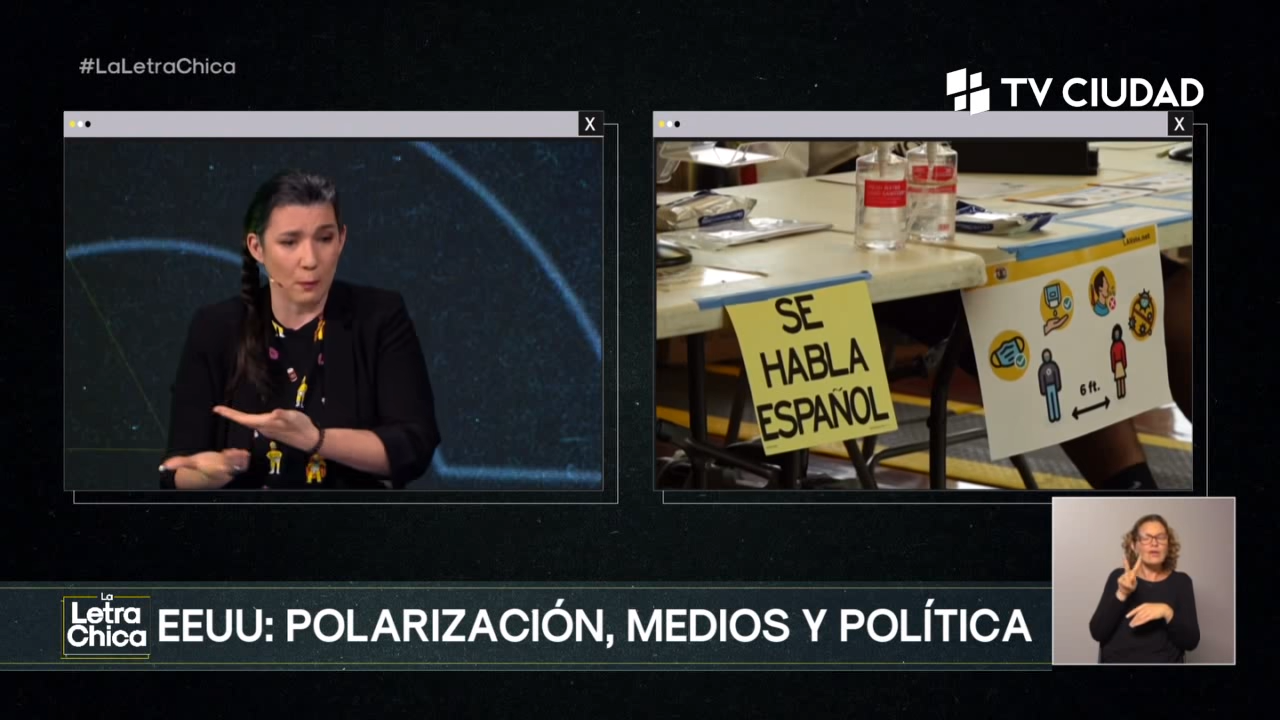 #LaLetraChica
TV CIUDAD
X
X
SE
HABLA
ESPAÑOL
6 ft.
La
Letra
Chica
EEUU: POLARIZACIÓN, MEDIOS Y POLÍTICA